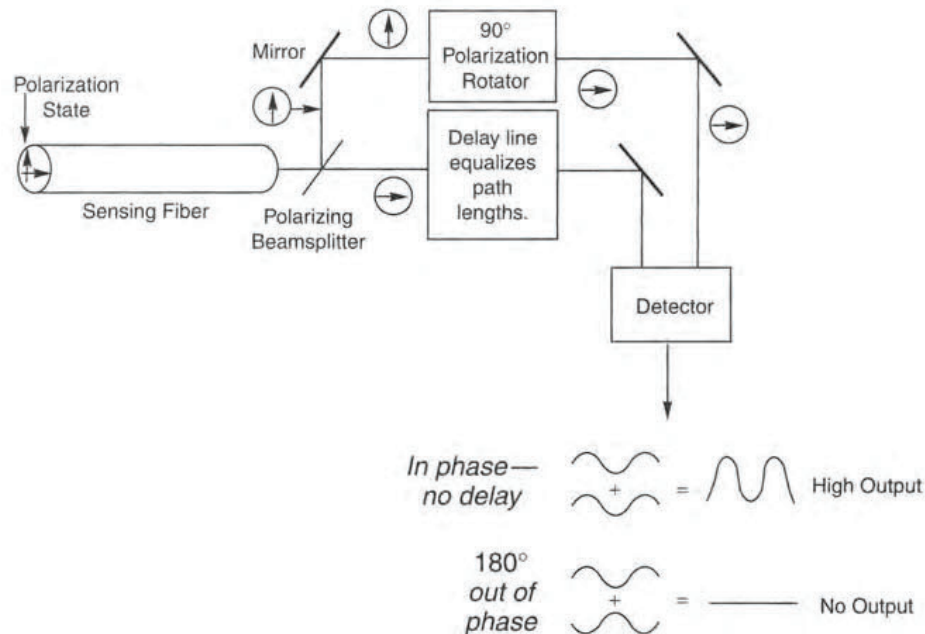 90°
Polarization
Rotator
Mirror
Polarization
State
Delay line
equalizes
path
lengths.
Sensing Fiber
Polarizing
Beamsplitter
Detector
In phase—
no delay
+
=
High Output
180°
out of
phase
+
=
No Output